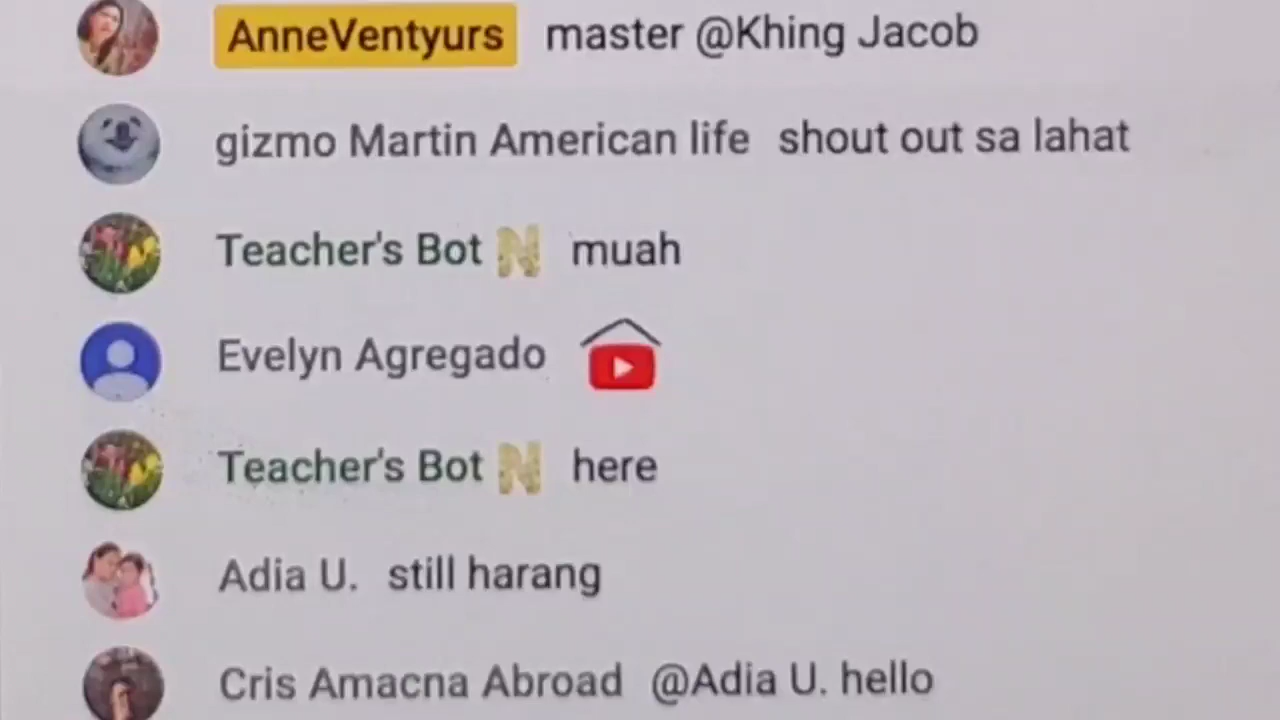 AnneVentyurs master @Khing Jacob
gizmo Martin American life shout out sa lahat
Teacher's Bot N muah
Evelyn Agregado
Teacher's Bot N here
Adia U. still harang
Cris Amacna Abroad @Adia U. hello